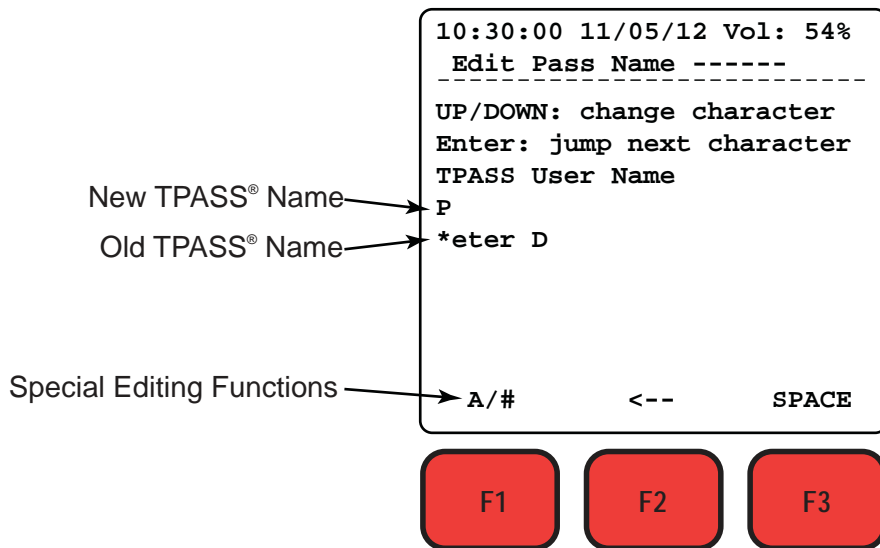 10:30:00 11/05/12 Vol: 54%
Edit Pass Name ------
---------------------------
UP/DOWN: change character
Enter: jump next character
TPASS User Name
New TPASS® Name
P
Old TPASS® Name
*eter D
Special Editing Functions
A/# <-- SPACE
F1 F2 F3